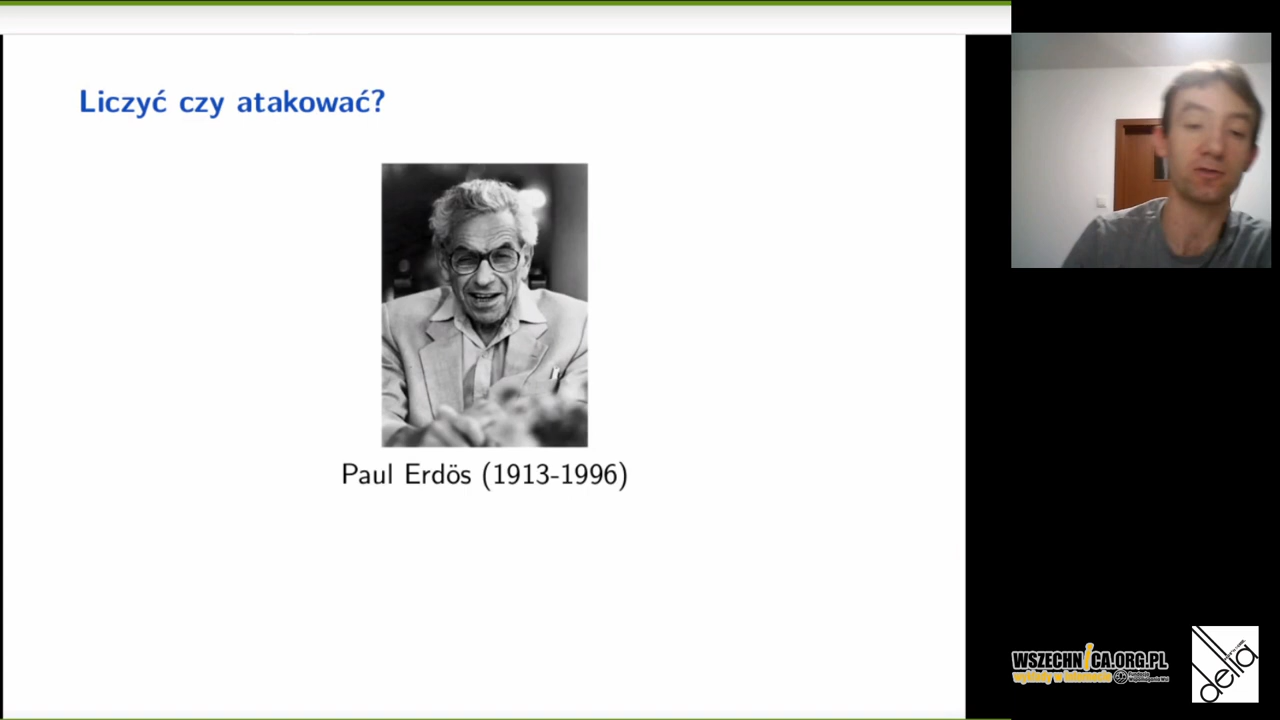 Liczyć czy atakować?
Paul Erdös (1913-1996)
WSZECHNICA.ORG.PL
wykłady w internecie
delta